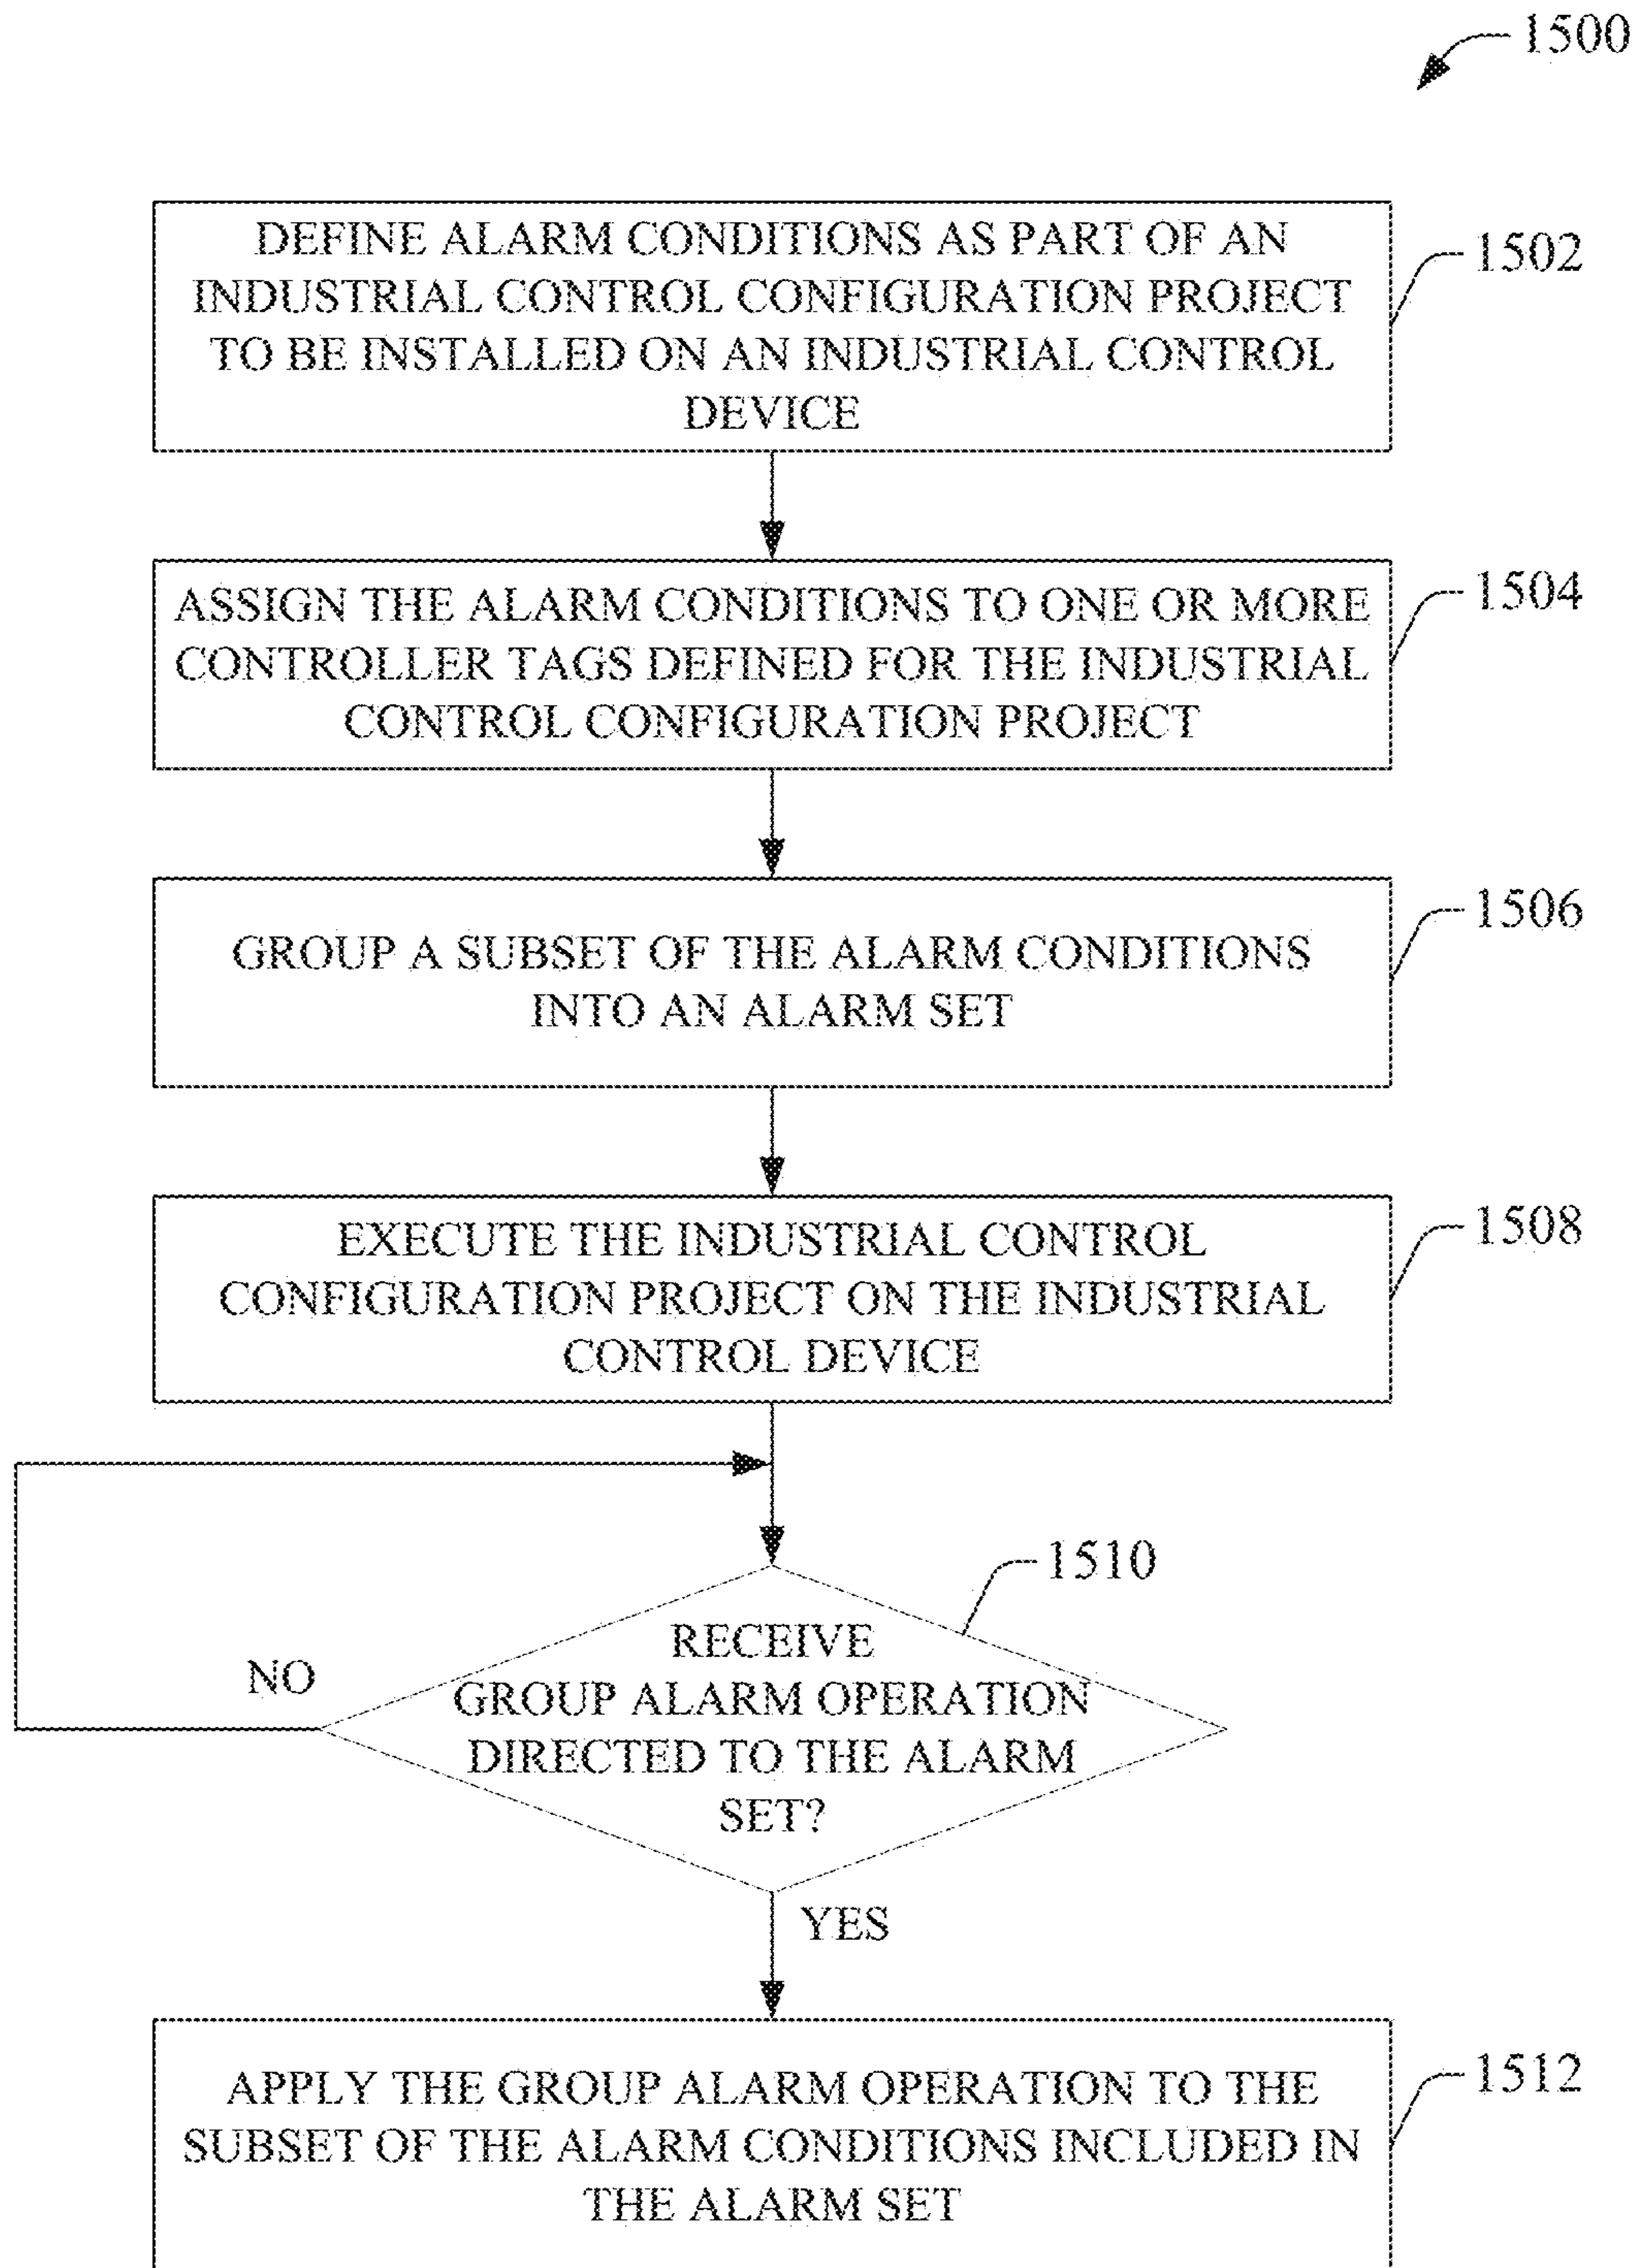 1500
DEFINE ALARM CONDITIONS AS PART OF AN
INDUSTRIAL CONTROL CONFIGURATION PROJECT
TO BE INSTALLED ON AN INDUSTRIAL CONTROL
DEVICE
1502
ASSIGN THE ALARM CONDITIONS TO ONE OR MORE
CONTROLLER TAGS DEFINED FOR THE INDUSTRIAL
CONTROL CONFIGURATION PROJECT
1504
GROUP A SUBSET OF THE ALARM CONDITIONS
INTO AN ALARM SET
1506
EXECUTE THE INDUSTRIAL CONTROL
CONFIGURATION PROJECT ON THE INDUSTRIAL
CONTROL DEVICE
1508
1510
RECEIVE
GROUP ALARM OPERATION
DIRECTED TO THE ALARM
SET?
NO
YES
APPLY THE GROUP ALARM OPERATION TO THE
SUBSET OF THE ALARM CONDITIONS INCLUDED IN
THE ALARM SET
1512